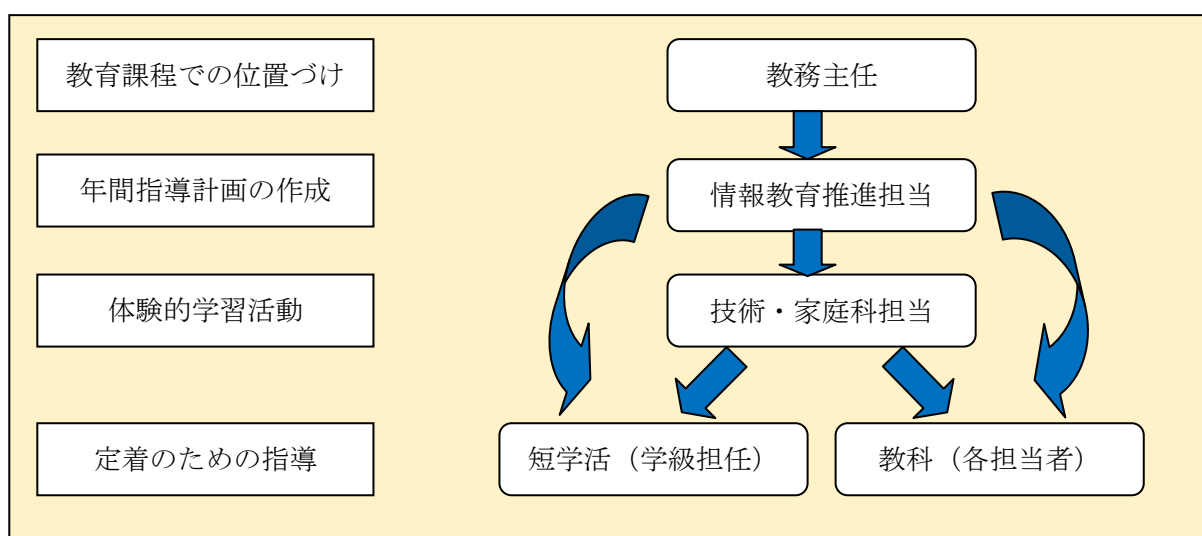 教育課程での位置づけ
教務主任
年間指導計画の作成
情報教育推進担当
体験的学習活動
技術・家庭科担当
定着のための指導
短学活（学級担任）
教科（各担当者）